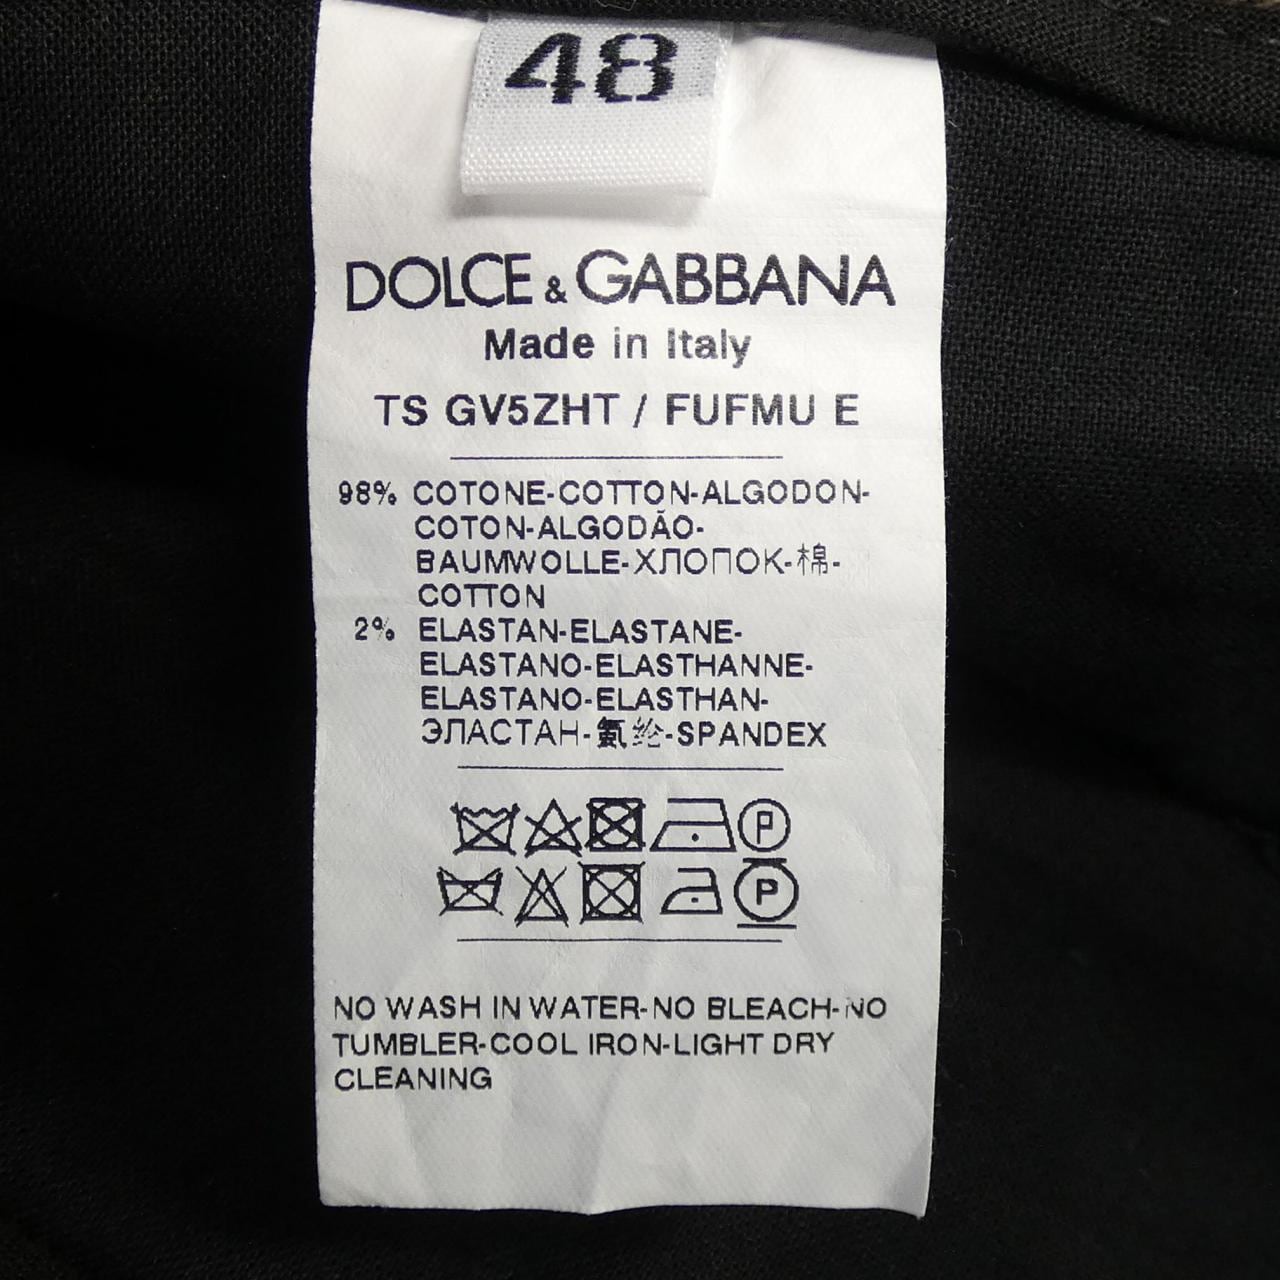 48
DOLCE & GABBANA
Made in Italy
TS GV5ZHT / FUFMU E
98% COTONE-COTTON-ALGODON-
COTON-ALGODÃO-
BAUMWOLLE-ХЛОПОК-棉-
COTTON
2% ELASTAN-ELASTANE-
ELASTANO-ELASTHANNE-
ELASTANO-ELASTHAN-
ЭЛАСТАН-氨纶-SPANDEX
P
P
NO WASH IN WATER-NO BLEACH-NO
TUMBLER-COOL IRON-LIGHT DRY
CLEANING